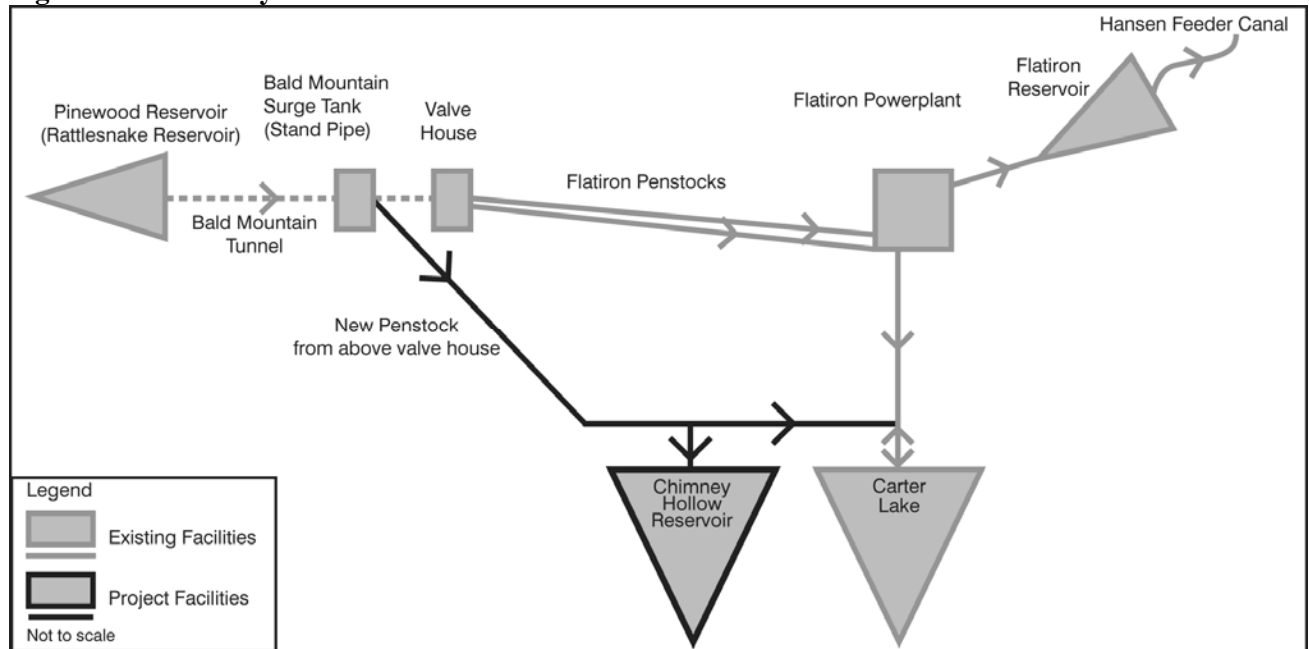 Hansen Feeder Canal
Bald Mountain
Surge Tank
(Stand Pipe)
Valve
House
Flatiron Powerplant
Flatiron
Reservoir
Pinewood Reservoir
(Rattlesnake Reservoir)
Flatiron Penstocks
Bald Mountain
Tunnel
New Penstock
from above valve house
Chimney
Hollow
Reservoir
Carter
Lake
Legend
Existing Facilities
Project Facilities
Not to scale